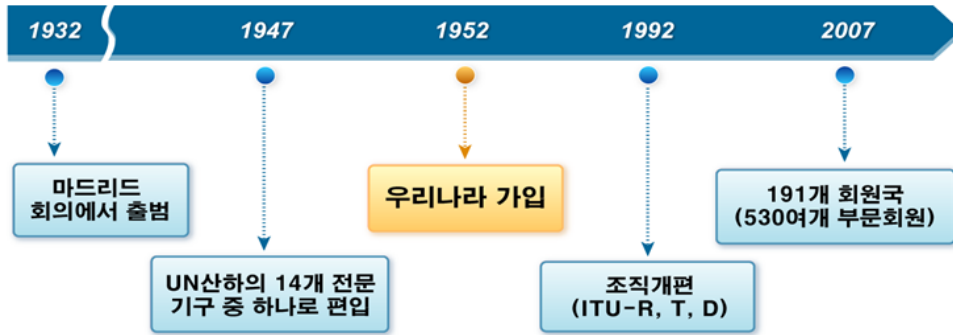 1932
1947
1952
1992
2007
마드리드
회의에서 출범
우리나라 가입
191개 회원국
(530여개 부문회원)
UN산하의 14개 전문
기구 중 하나로 편입
조직개편
(ITU-R, T, D)